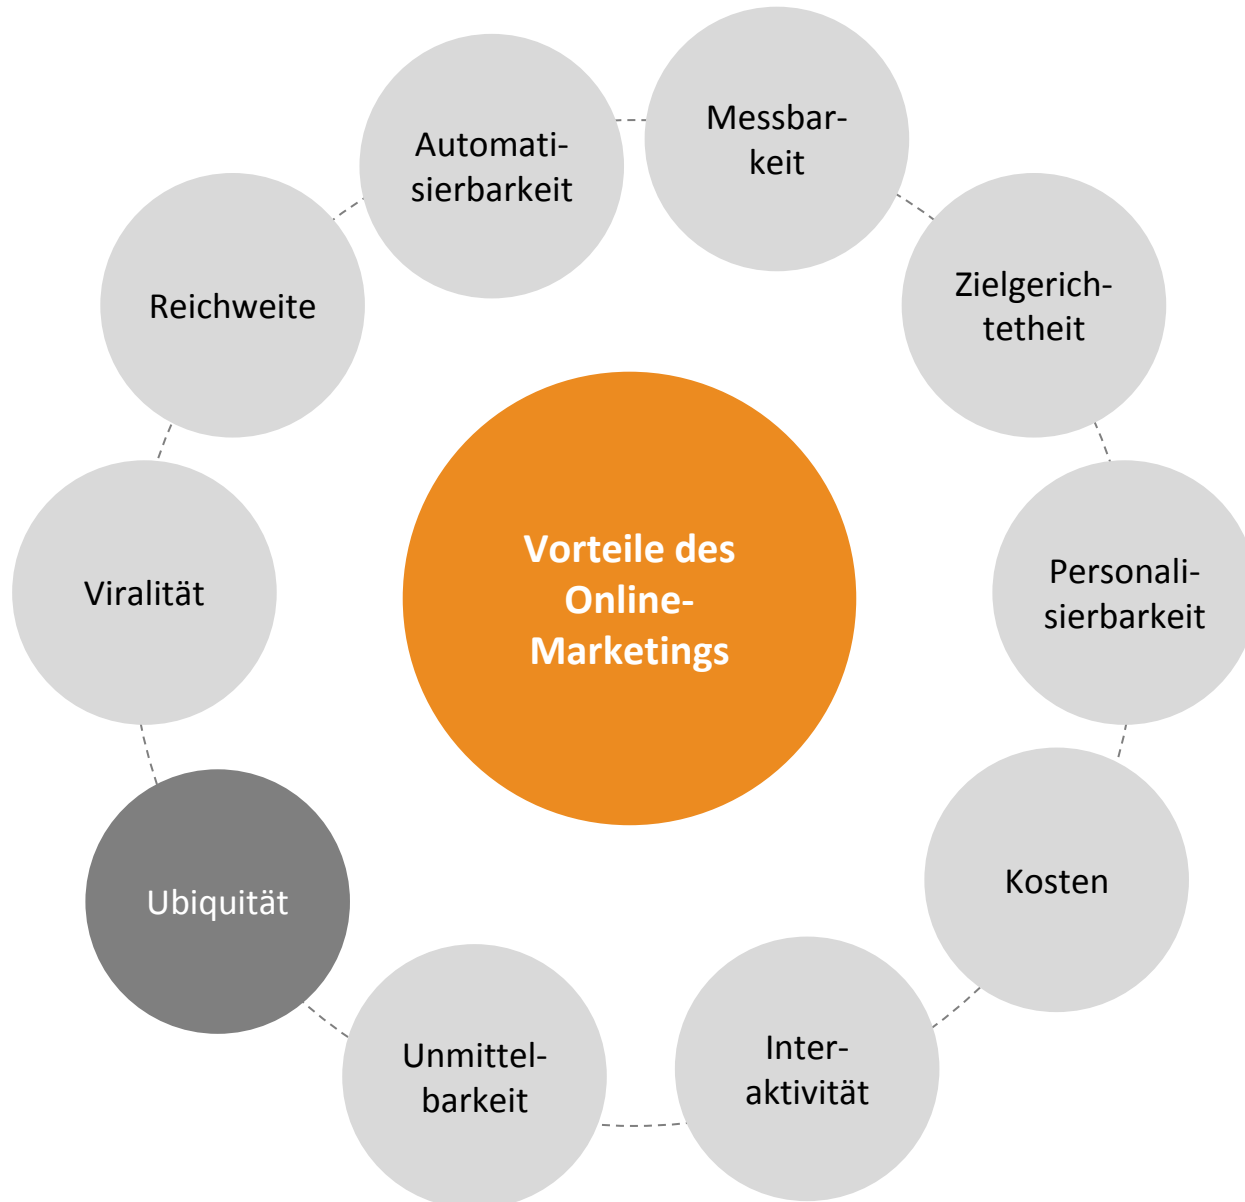 Messbar-
keit
Automati-
sierbarkeit
Zielgerich-
tetheit
Reichweite
Vorteile des
Online-
Marketings
Personali-
sierbarkeit
Viralität
Kosten
Ubiquität
Inter-
aktivität
Unmittel-
barkeit